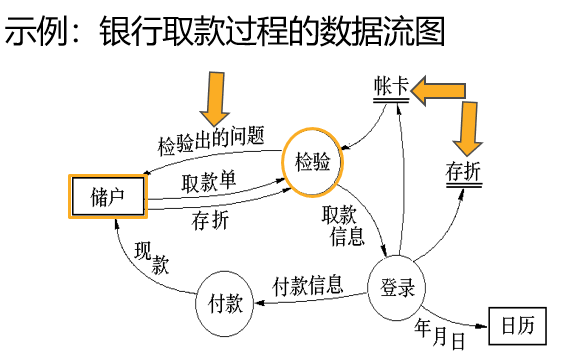 示例：银行取款过程的数据流图
帐卡
检验出的问题
检验
存折
取款单
储户
存折
取款
信息
现
款
付款信息
登录
付款
年月日
日历